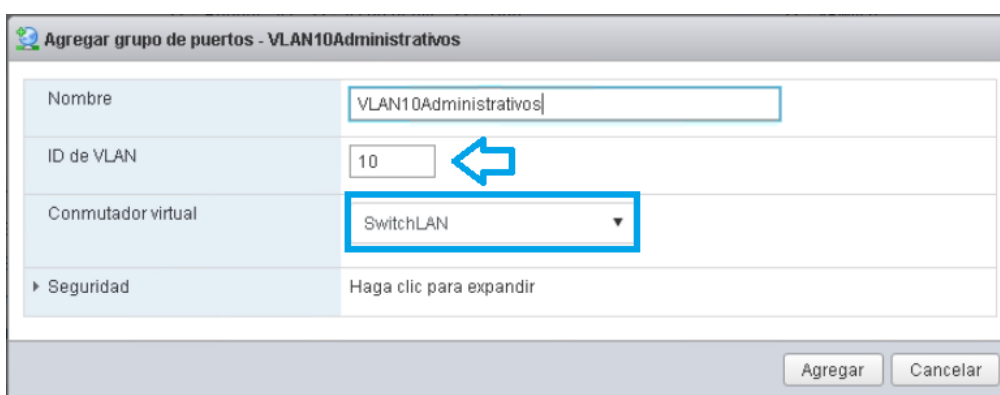 Agregar grupo de puertos - VLAN10Administrativos
Nombre VLAN10Administrativos
ID de VLAN 10
Conmutador virtual SwitchLAN
Seguridad Haga clic para expandir
Agregar Cancelar